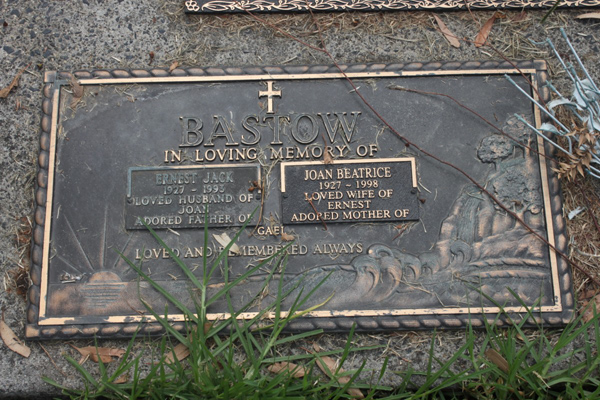 BASTOW
IN LOVING MEMORY OF
ERNEST JACK
1927 - 1993
LOVED HUSBAND OF
JOAN
ADORED FATHER OF
JOAN BEATRICE
1927 - 1998
LOVED WIFE OF
ERNEST
ADORED MOTHER OF
GAEL
LOVED AND REMEMBERED ALWAYS